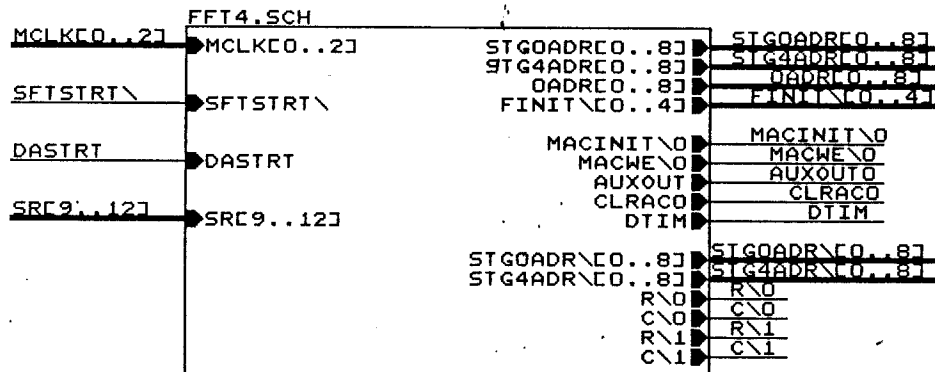 FFT4.SCH
MCLK[0..2] MCLK[0..2] STG0ADR[0..8] STG0ADR[0..8]
STG4ADR[0..8] STG4ADR[0..8]
OADR[0..8] OADR[0..8]
SFTSTRT\ SFTSTRT\ FINIT\[0..4] FINIT\[0..4]
MACINIT\0 MACINIT\0
DASTRT DASTRT MACWE\0 MACWE\0
AUXOUT AUXOUT0
CLRAC0 CLRAC0
SR[9..12] SR[9..12] DTIM DTIM
STG0ADR\[0..8] STG0ADR\[0..8]
STG4ADR\[0..8] STG4ADR\[0..8]
R\0 R\0
C\0 C\0
R\1 R\1
C\1 C\1